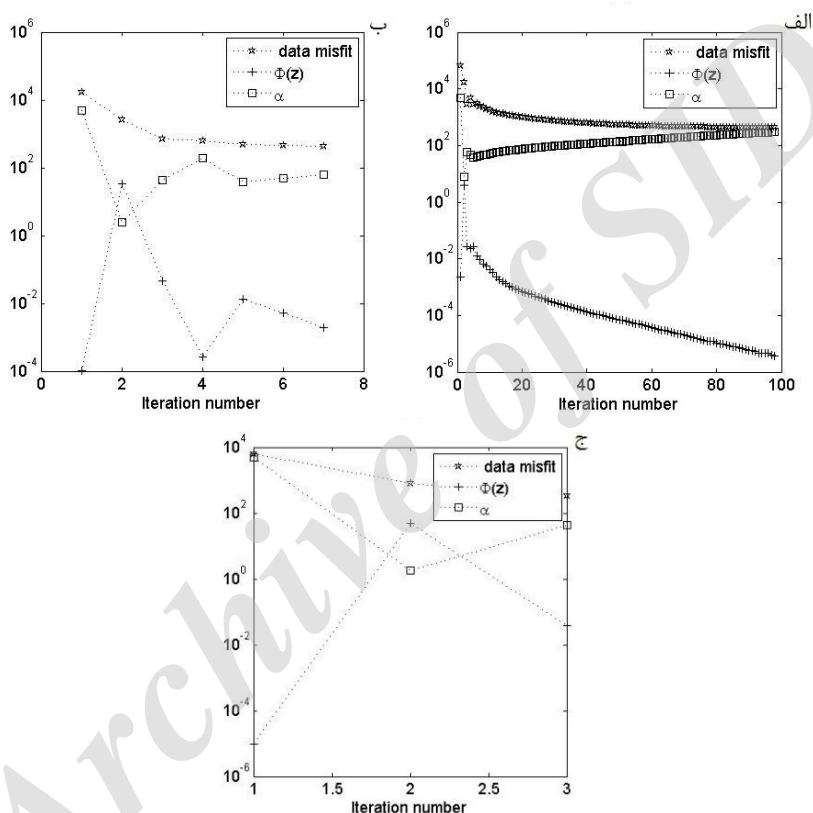 الف
10^6
10^4
10^2
10^0
10^-2
10^-4
10^-6
data misfit
Φ(z)
α
0 20 40 60 80 100
Iteration number
ب
10^6
10^4
10^2
10^0
10^-2
10^-4
data misfit
Φ(z)
α
0 2 4 6 8
Iteration number
ج
10^4
10^2
10^0
10^-2
10^-4
10^-6
data misfit
Φ(z)
α
1 1.5 2 2.5 3
Iteration number
Archive of SID